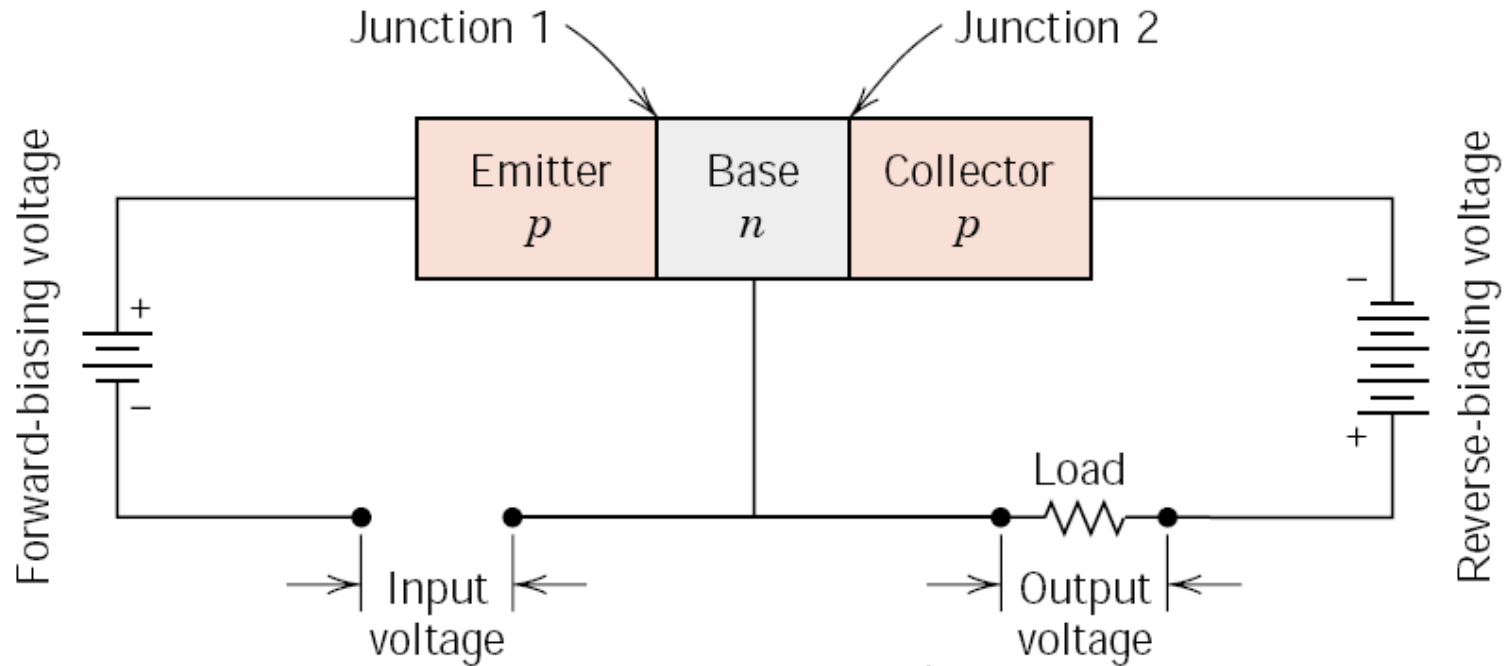 Junction 1
Junction 2
Forward-biasing voltage
Emitter
p
Base
n
Collector
p
Reverse-biasing voltage
+
−
−
+
Load
Input
voltage
Output
voltage